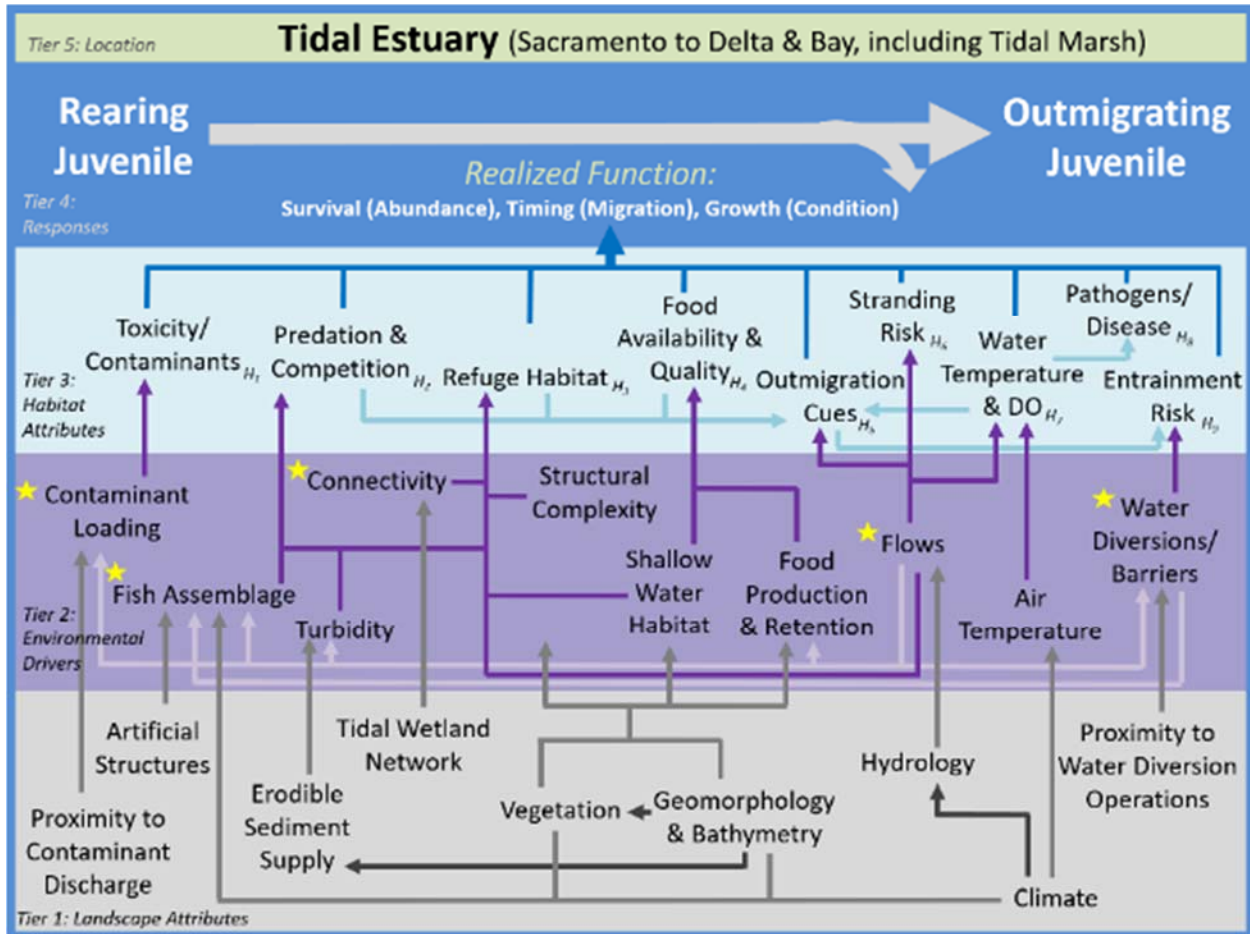 Tier 5: Location
Tidal Estuary (Sacramento to Delta & Bay, including Tidal Marsh)
Rearing
Juvenile
Outmigrating
Juvenile
Realized Function:
Survival (Abundance), Timing (Migration), Growth (Condition)
Tier 4:
Responses
Toxicity/
Contaminants H1
Predation &
Competition H2
Refuge Habitat H3
Food
Availability &
Quality H4
Outmigration
Cues H5
Stranding
Risk H6
Water
Temperature
& DO H7
Pathogens/
Disease H8
Entrainment
Risk H9
Tier 3:
Habitat
Attributes
Contaminant
Loading
Fish Assemblage
Connectivity
Turbidity
Structural
Complexity
Shallow
Water
Habitat
Food
Production
& Retention
Flows
Air
Temperature
Water
Diversions/
Barriers
Tier 2:
Environmental
Drivers
Artificial
Structures
Proximity to
Contaminant
Discharge
Erodible
Sediment
Supply
Tidal Wetland
Network
Vegetation
Geomorphology
& Bathymetry
Hydrology
Climate
Proximity to
Water Diversion
Operations
Tier 1: Landscape Attributes